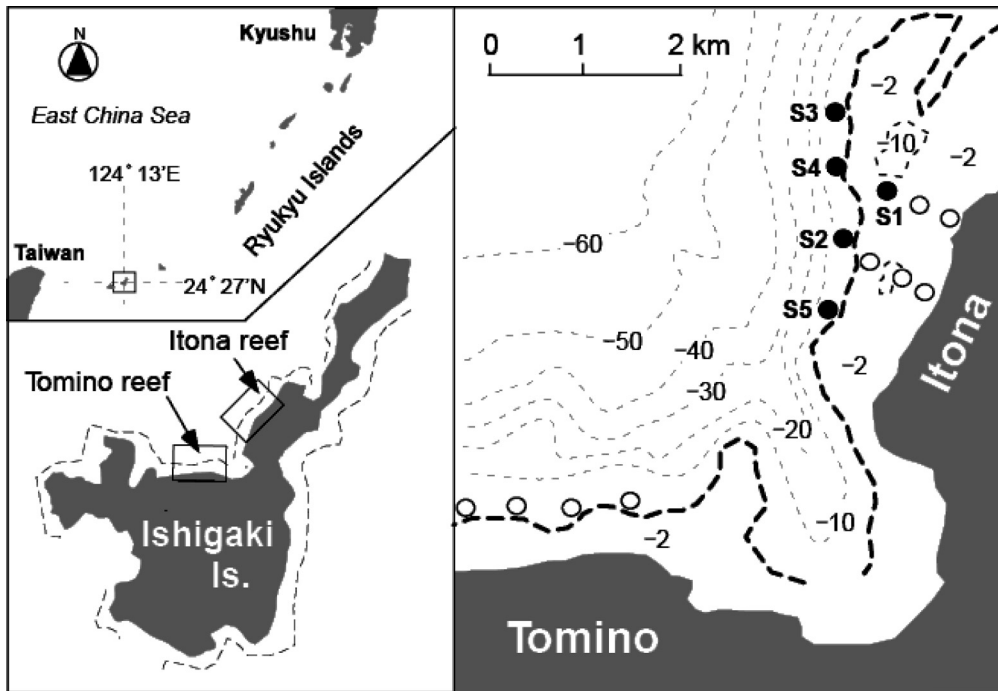 Kyushu
N
East China Sea
124° 13'E
Ryukyu Islands
Taiwan
24° 27'N
Itona reef
Tomino reef
Ishigaki
Is.
0 1 2 km
−2
S3
−10
−2
S4
S1
S2
−60
S5
−50
−40
−2
−30
Itona
−20
−10
−2
Tomino